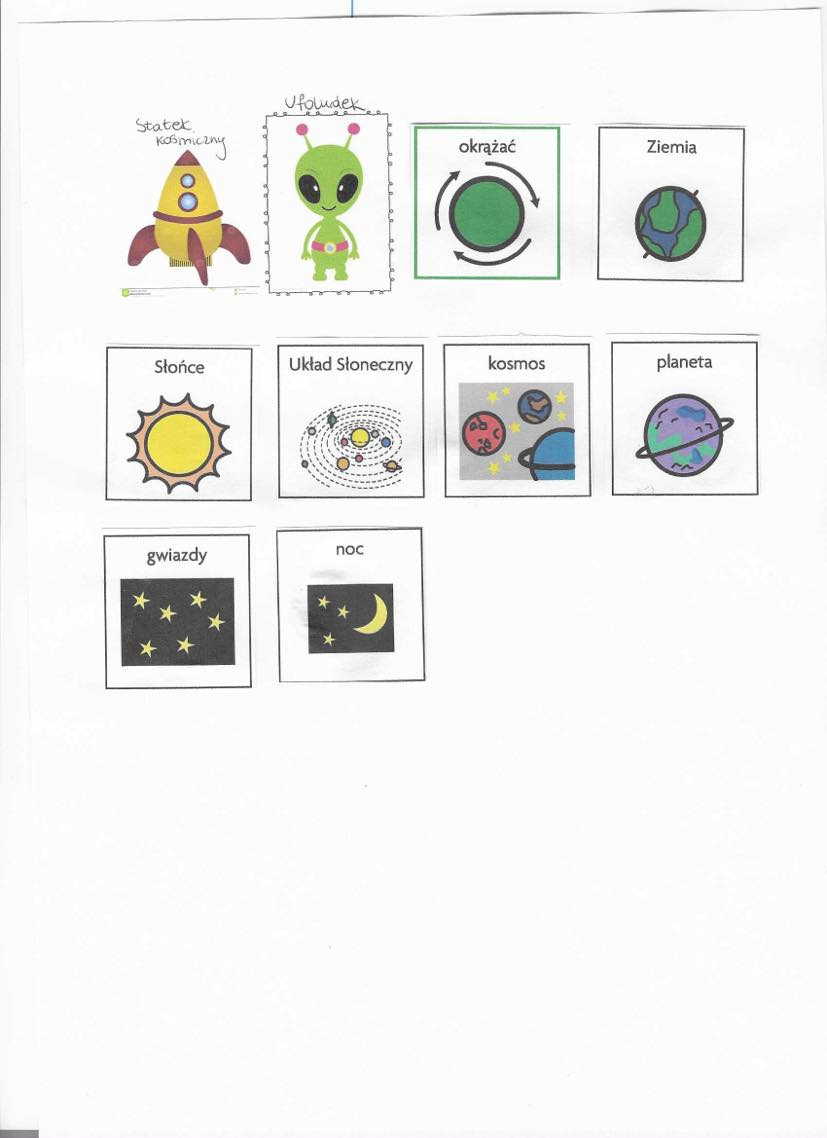 Statek
kosmiczny
Ufoludek
okrążać
Ziemia
Słońce
Układ Słoneczny
kosmos
planeta
gwiazdy
noc